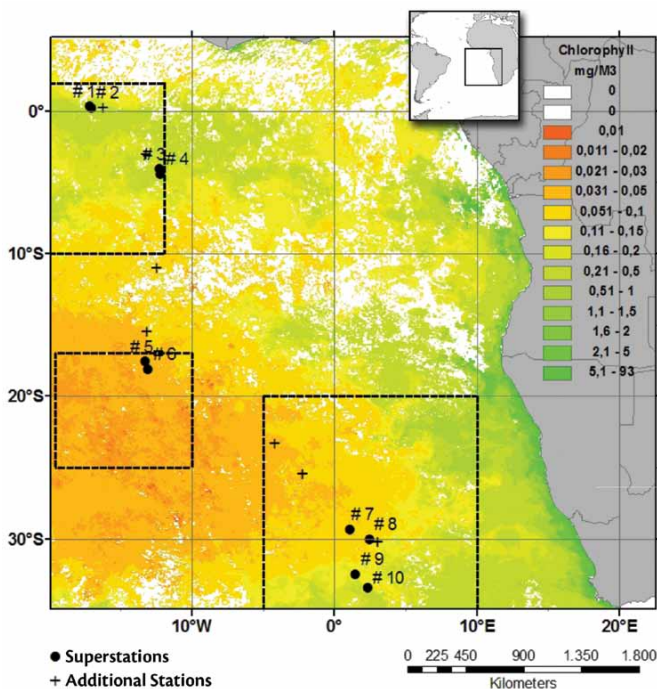 Chlorophyll
mg/M3
0
0
0,01
0,011 - 0,02
0,021 - 0,03
0,031 - 0,05
0,051 - 0,1
0,11 - 0,15
0,16 - 0,2
0,21 - 0,5
0,51 - 1
1,1 - 1,5
1,6 - 2
2,1 - 5
5,1 - 93
0°
10°S
20°S
30°S
# 1 # 2
# 3 # 4
# 5 # 6
# 7 # 8
# 9
# 10
10°W 0° 10°E 20°E
● Superstations
+ Additional Stations
0 225 450 900 1.350 1.800
Kilometers